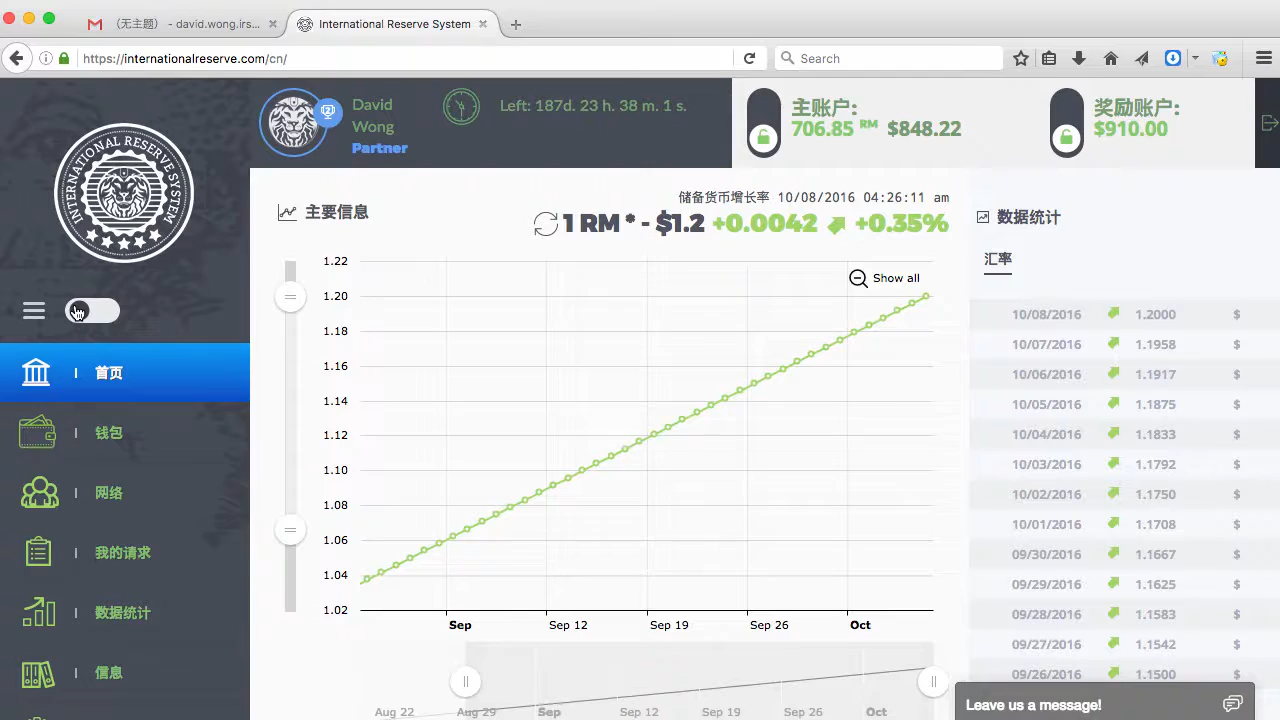 (无主题) - david.wong.irs...
International Reserve System
https://internationalreserve.com/cn/
Search
INTERNATIONAL RESERVE SYSTEM
David
Wong
Partner
Left: 187d. 23 h. 38 m. 1 s.
主账户:
706.85 RM $848.22
奖励账户:
$910.00
首页
钱包
网络
我的请求
数据统计
信息
主要信息
储备货币增长率 10/08/2016 04:26:11 am
1 RM * - $1.2 +0.0042 +0.35%
Show all
1.22
1.20
1.18
1.16
1.14
1.12
1.10
1.08
1.06
1.04
1.02
Sep Sep 12 Sep 19 Sep 26 Oct
Aug 22 Aug 29 Sep Sep 12 Sep 19 Sep 26 Oct
数据统计
汇率
10/08/2016 1.2000 $
10/07/2016 1.1958 $
10/06/2016 1.1917 $
10/05/2016 1.1875 $
10/04/2016 1.1833 $
10/03/2016 1.1792 $
10/02/2016 1.1750 $
10/01/2016 1.1708 $
09/30/2016 1.1667 $
09/29/2016 1.1625 $
09/28/2016 1.1583 $
09/27/2016 1.1542 $
09/26/2016 1.1500 $
Leave us a message!